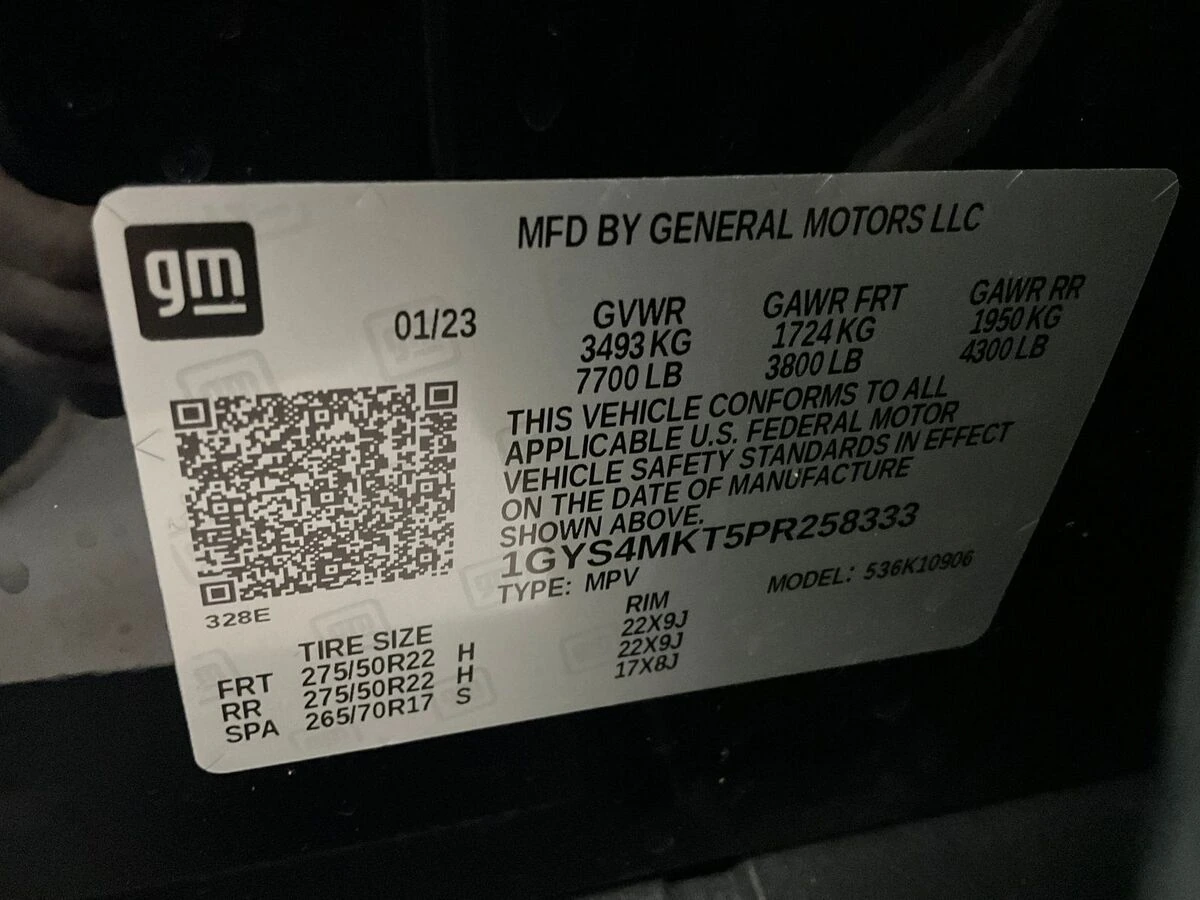 gm
MFD BY GENERAL MOTORS LLC
01/23
GVWR GAWR FRT GAWR RR
3493 KG 1724 KG 1950 KG
7700 LB 3800 LB 4300 LB
THIS VEHICLE CONFORMS TO ALL
APPLICABLE U.S. FEDERAL MOTOR
VEHICLE SAFETY STANDARDS IN EFFECT
ON THE DATE OF MANUFACTURE
SHOWN ABOVE.
1GYS4MKT5PR258333
TYPE: MPV MODEL: 536K10906
328E
TIRE SIZE RIM
FRT 275/50R22 H 22X9J
RR 275/50R22 H 22X9J
SPA 265/70R17 S 17X8J